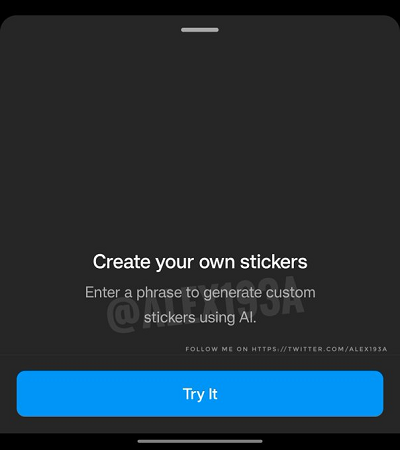 Create your own stickers
Enter a phrase to generate custom
stickers using AI.
@ALEX193A
FOLLOW ME ON HTTPS://TWITTER.COM/ALEX193A
Try It